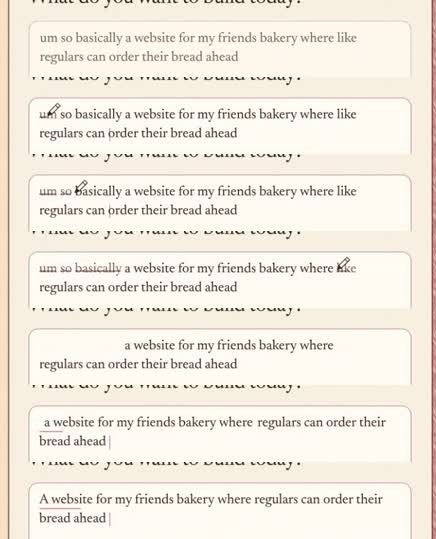 What do you want to build today?
um so basically a website for my friends bakery where like
regulars can order their bread ahead
What do you want to build today?
um so basically a website for my friends bakery where like
regulars can order their bread ahead
What do you want to build today?
um so basically a website for my friends bakery where like
regulars can order their bread ahead
What do you want to build today?
um so basically a website for my friends bakery where like
regulars can order their bread ahead
What do you want to build today?
a website for my friends bakery where
regulars can order their bread ahead
What do you want to build today?
a website for my friends bakery where regulars can order their
bread ahead
What do you want to build today?
A website for my friends bakery where regulars can order their
bread ahead